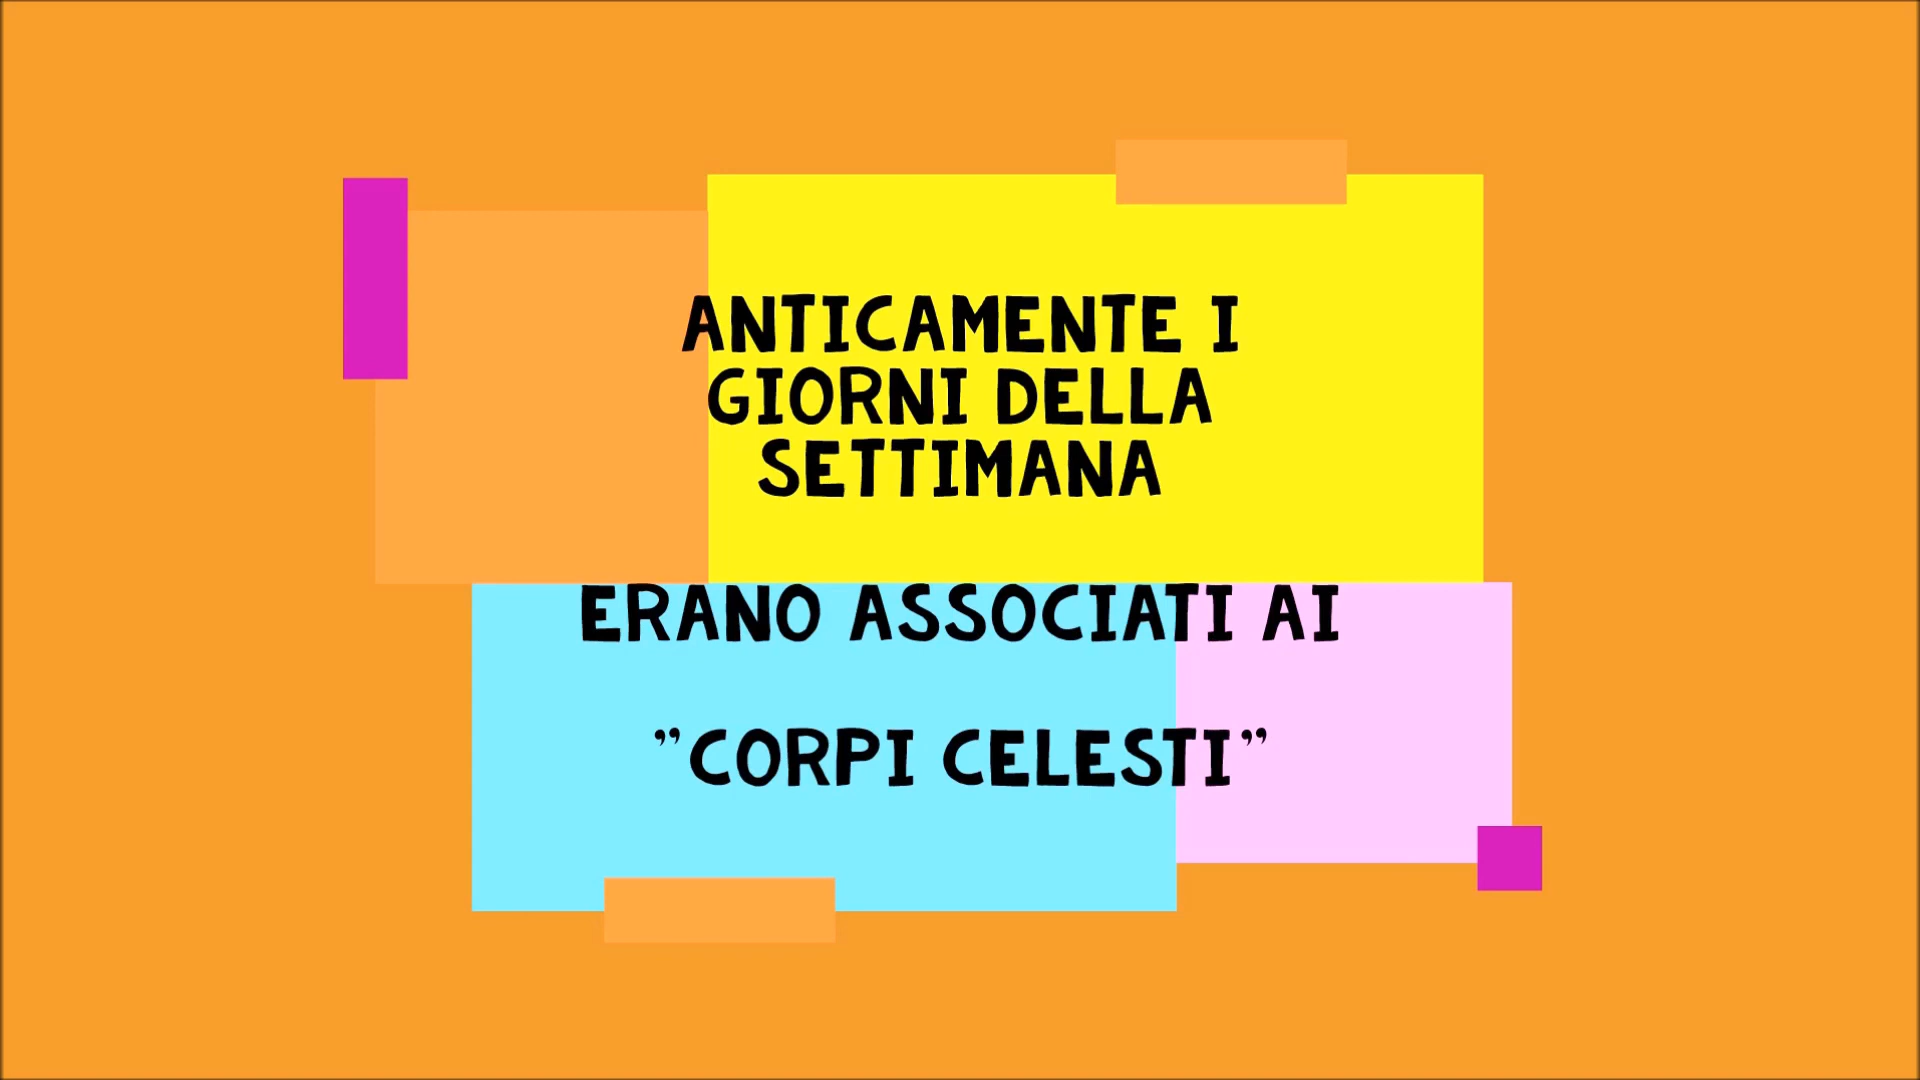 ANTICAMENTE I
GIORNI DELLA
SETTIMANA
ERANO ASSOCIATI AI
”CORPI CELESTI”